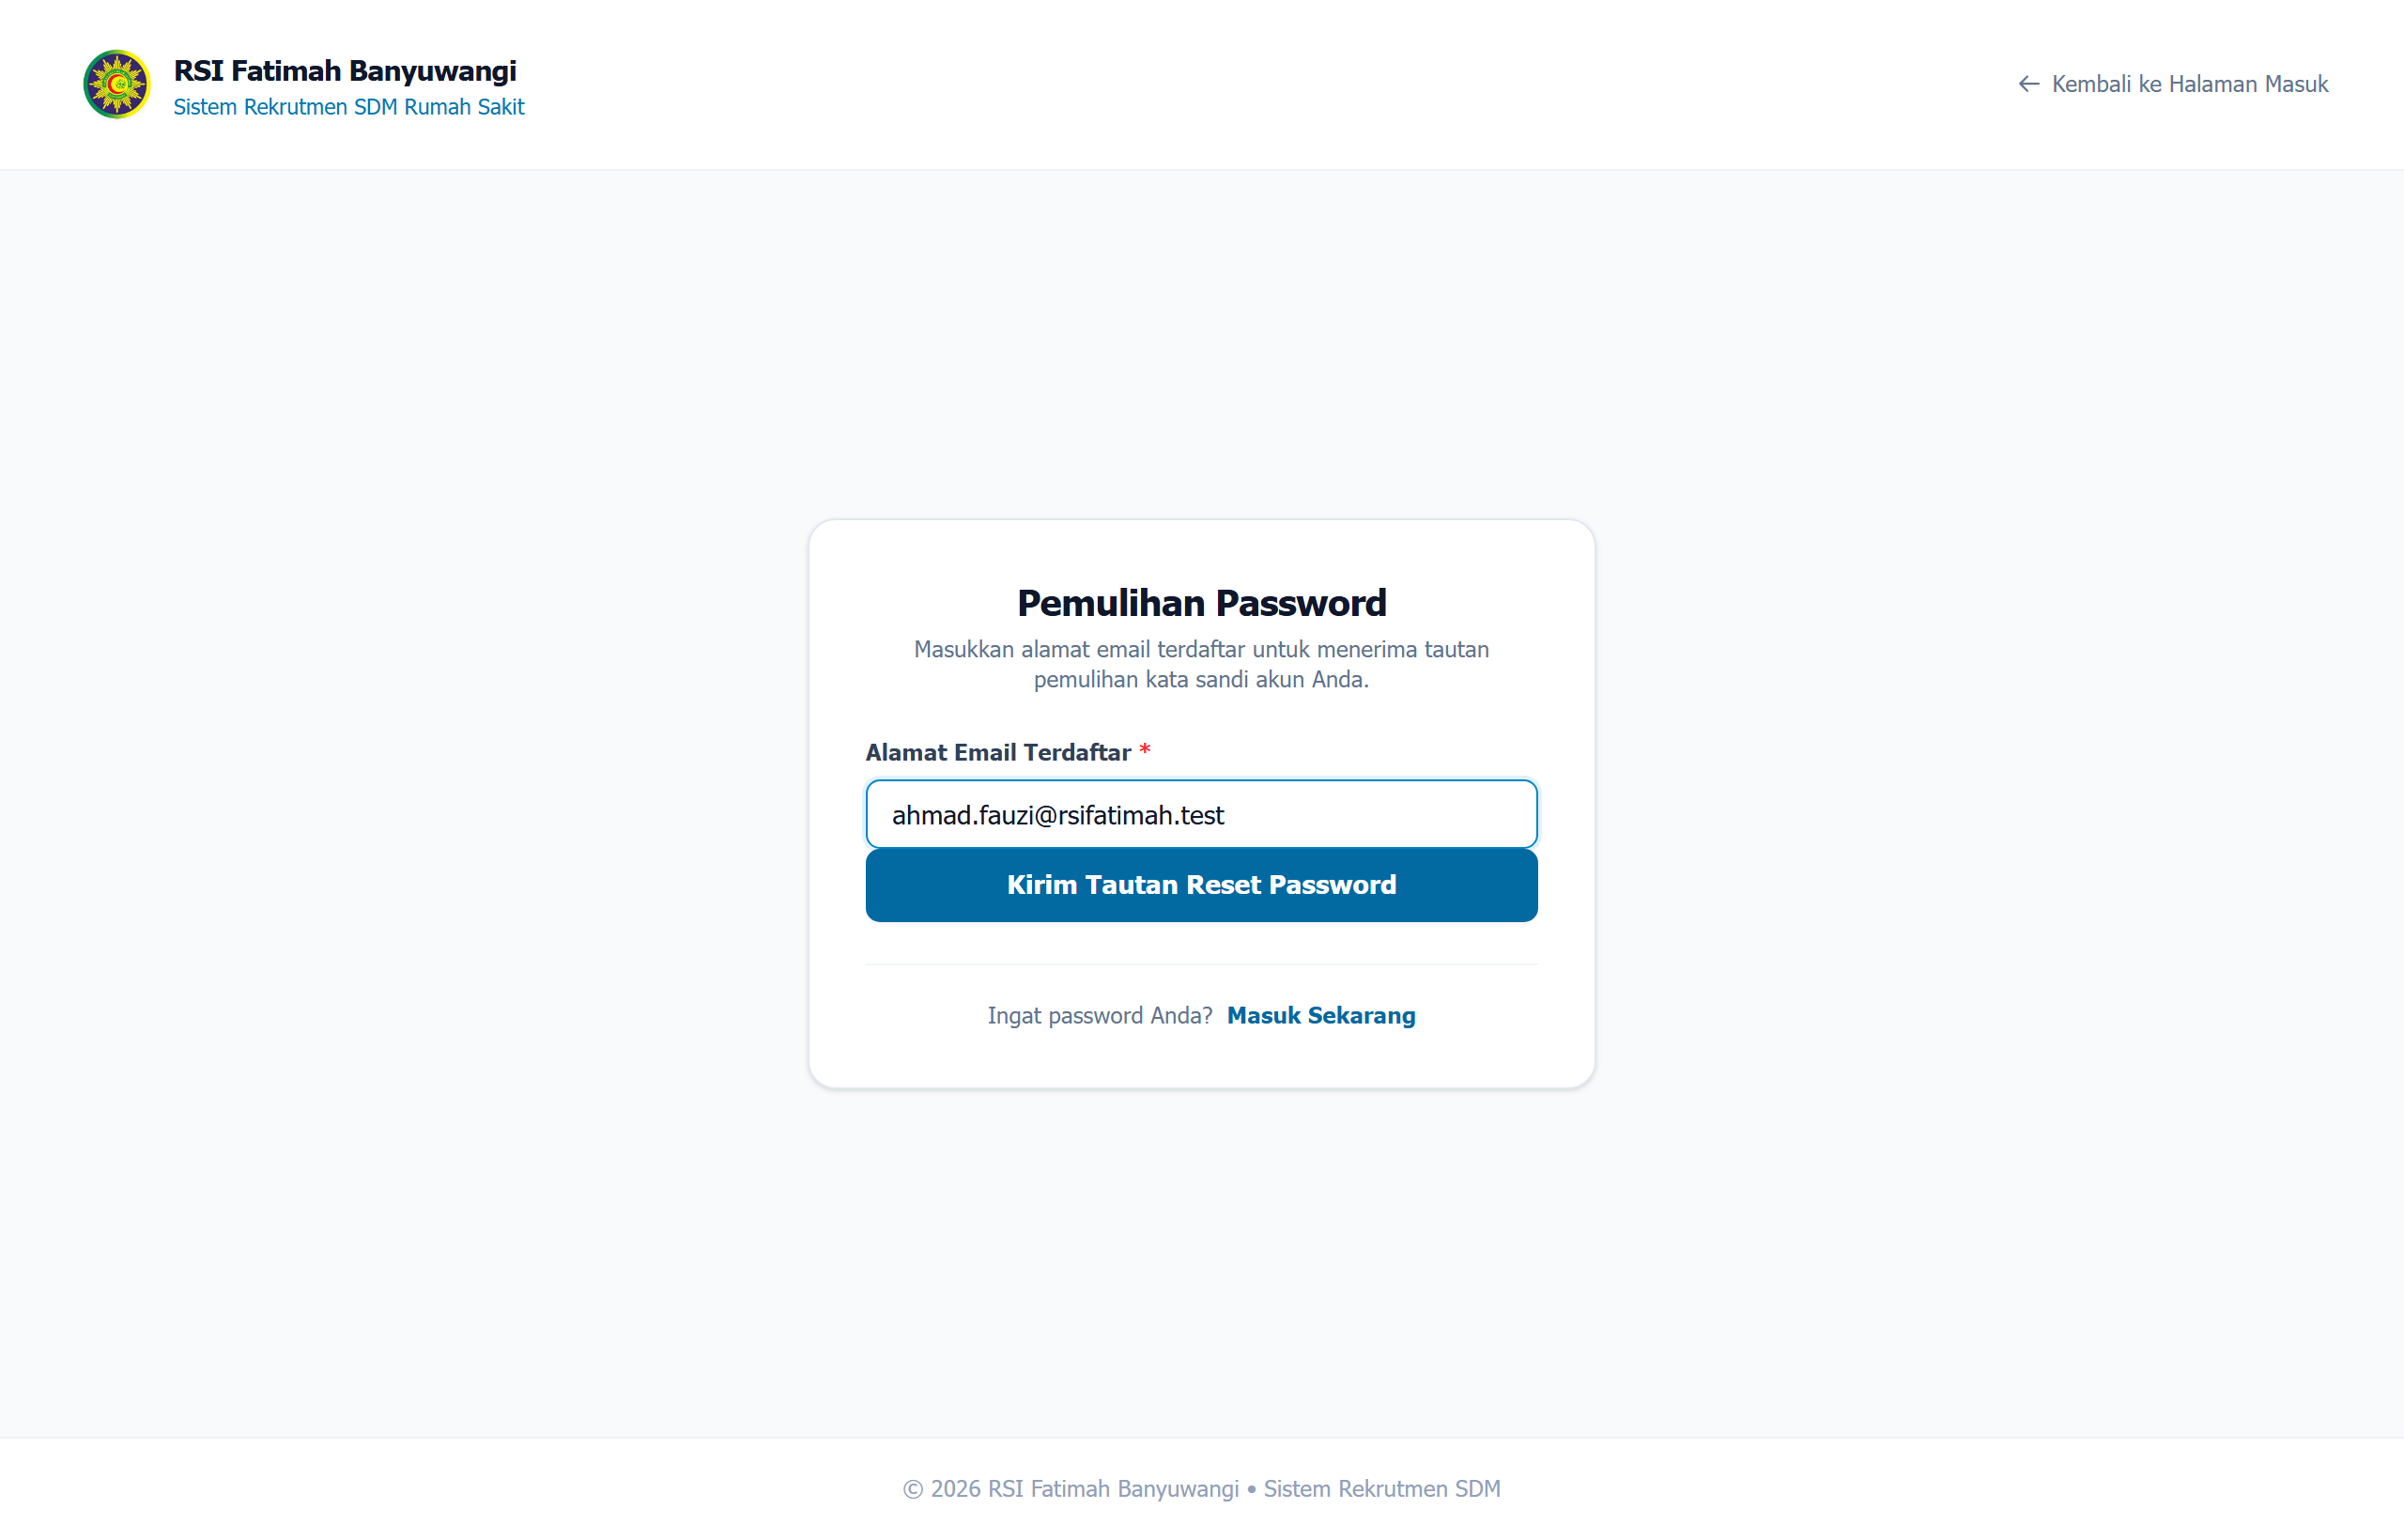 RSI Fatimah Banyuwangi
Sistem Rekrutmen SDM Rumah Sakit
← Kembali ke Halaman Masuk
Pemulihan Password
Masukkan alamat email terdaftar untuk menerima tautan
pemulihan kata sandi akun Anda.
Alamat Email Terdaftar *
ahmad.fauzi@rsifatimah.test
Kirim Tautan Reset Password
Ingat password Anda? Masuk Sekarang
© 2026 RSI Fatimah Banyuwangi • Sistem Rekrutmen SDM